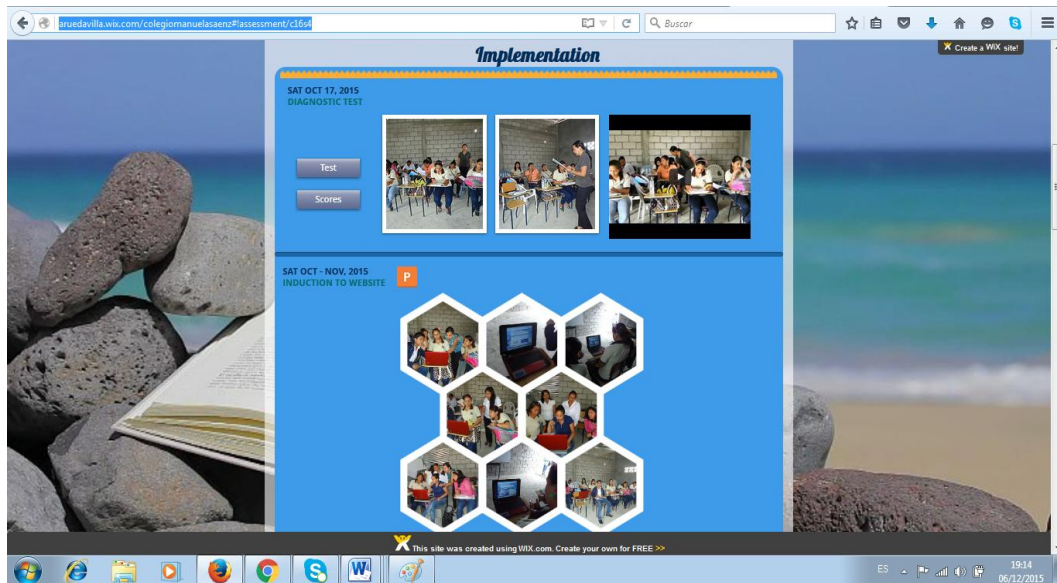 aruedavilla.wix.com/colegiomanuelasaenz#!assessment/c16s4
Buscar
Create a WIX site!
Implementation
SAT OCT 17, 2015
DIAGNOSTIC TEST
Test
Scores
SAT OCT - NOV, 2015
INDUCTION TO WEBSITE
P
This site was created using WIX.com. Create your own for FREE >>
ES
19:14
06/12/2015